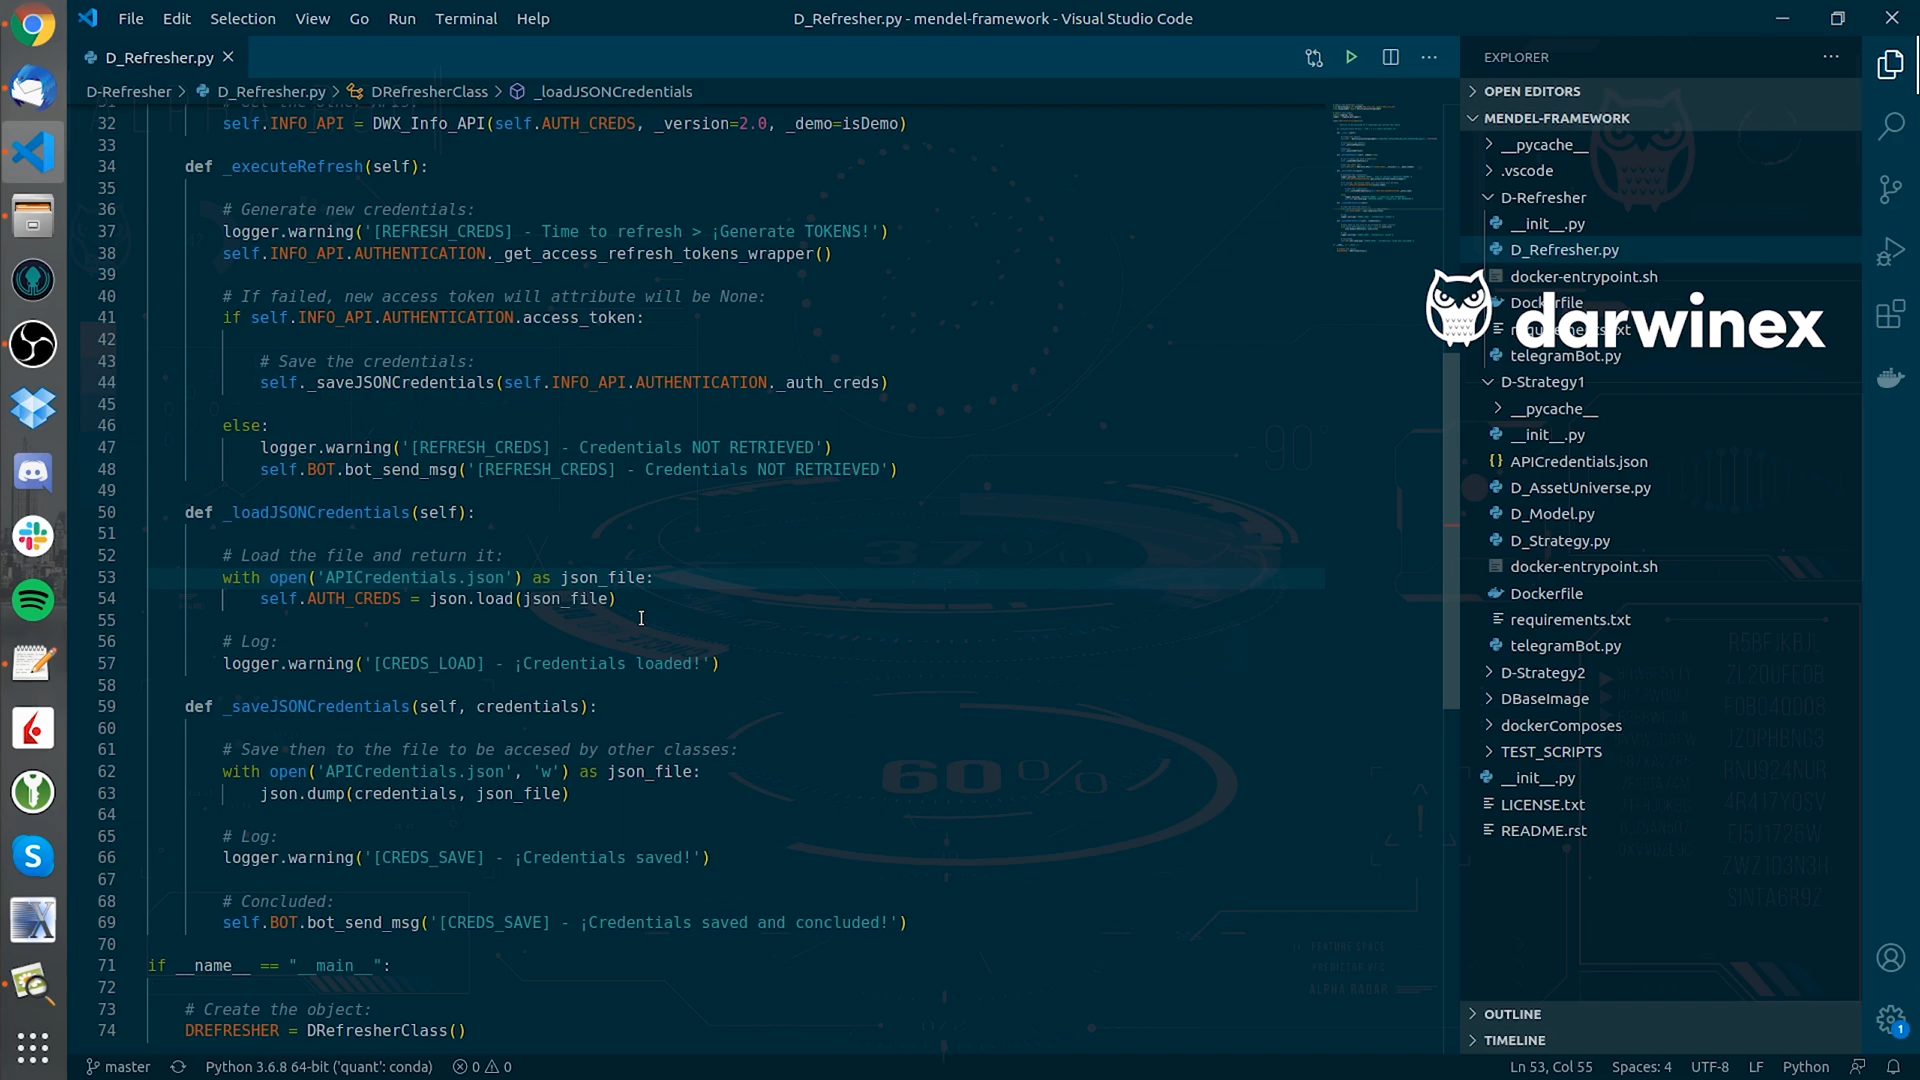 File Edit Selection View Go Run Terminal Help
D_Refresher.py - mendel-framework - Visual Studio Code
D_Refresher.py
D-Refresher > D_Refresher.py > DRefresherClass > _loadJSONCredentials
32 self.INFO_API = DWX_Info_API(self.AUTH_CREDS, _version=2.0, _demo=isDemo)
33
34 def _executeRefresh(self):
35
36 # Generate new credentials:
37 logger.warning('[REFRESH_CREDS] - Time to refresh > ¡Generate TOKENS!')
38 self.INFO_API.AUTHENTICATION._get_access_refresh_tokens_wrapper()
39
40 # If failed, new access token will attribute will be None:
41 if self.INFO_API.AUTHENTICATION.access_token:
42
43 # Save the credentials:
44 self._saveJSONCredentials(self.INFO_API.AUTHENTICATION._auth_creds)
45
46 else:
47 logger.warning('[REFRESH_CREDS] - Credentials NOT RETRIEVED')
48 self.BOT.bot_send_msg('[REFRESH_CREDS] - Credentials NOT RETRIEVED')
49
50 def _loadJSONCredentials(self):
51
52 # Load the file and return it:
53 with open('APICredentials.json') as json_file:
54 self.AUTH_CREDS = json.load(json_file)
55
56 # Log:
57 logger.warning('[CREDS_LOAD] - ¡Credentials loaded!')
58
59 def _saveJSONCredentials(self, credentials):
60
61 # Save then to the file to be accesed by other classes:
62 with open('APICredentials.json', 'w') as json_file:
63 json.dump(credentials, json_file)
64
65 # Log:
66 logger.warning('[CREDS_SAVE] - ¡Credentials saved!')
67
68 # Concluded:
69 self.BOT.bot_send_msg('[CREDS_SAVE] - ¡Credentials saved and concluded!')
70
71 if __name__ == "__main__":
72
73 # Create the object:
74 DREFRESHER = DRefresherClass()
37%
60%
90°
FEATURE SPACE
ALPHA RADAR
EXPLORER
OPEN EDITORS
MENDEL-FRAMEWORK
__pycache__
.vscode
D-Refresher
__init__.py
D_Refresher.py
docker-entrypoint.sh
Dockerfile
darwinex
telegramBot.py
D-Strategy1
__pycache__
__init__.py
APICredentials.json
D_AssetUniverse.py
D_Model.py
D_Strategy.py
docker-entrypoint.sh
Dockerfile
requirements.txt
telegramBot.py
D-Strategy2
DBaseImage
dockerComposes
TEST_SCRIPTS
__init__.py
LICENSE.txt
README.rst
OUTLINE
TIMELINE
1
master Python 3.6.8 64-bit ('quant': conda) 0 0
Ln 53, Col 55 Spaces: 4 UTF-8 LF Python